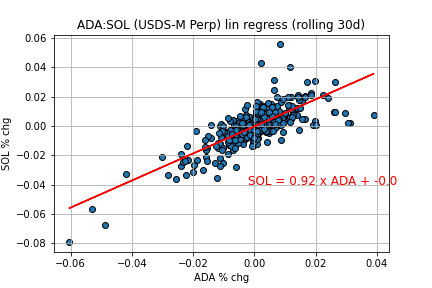 ADA:SOL (USDS-M Perp) lin regress (rolling 30d)
0.06
0.04
0.02
0.00
−0.02
−0.04
−0.06
−0.08
SOL % chg
SOL = 0.92 x ADA + -0.0
−0.06 −0.04 −0.02 0.00 0.02 0.04
ADA % chg